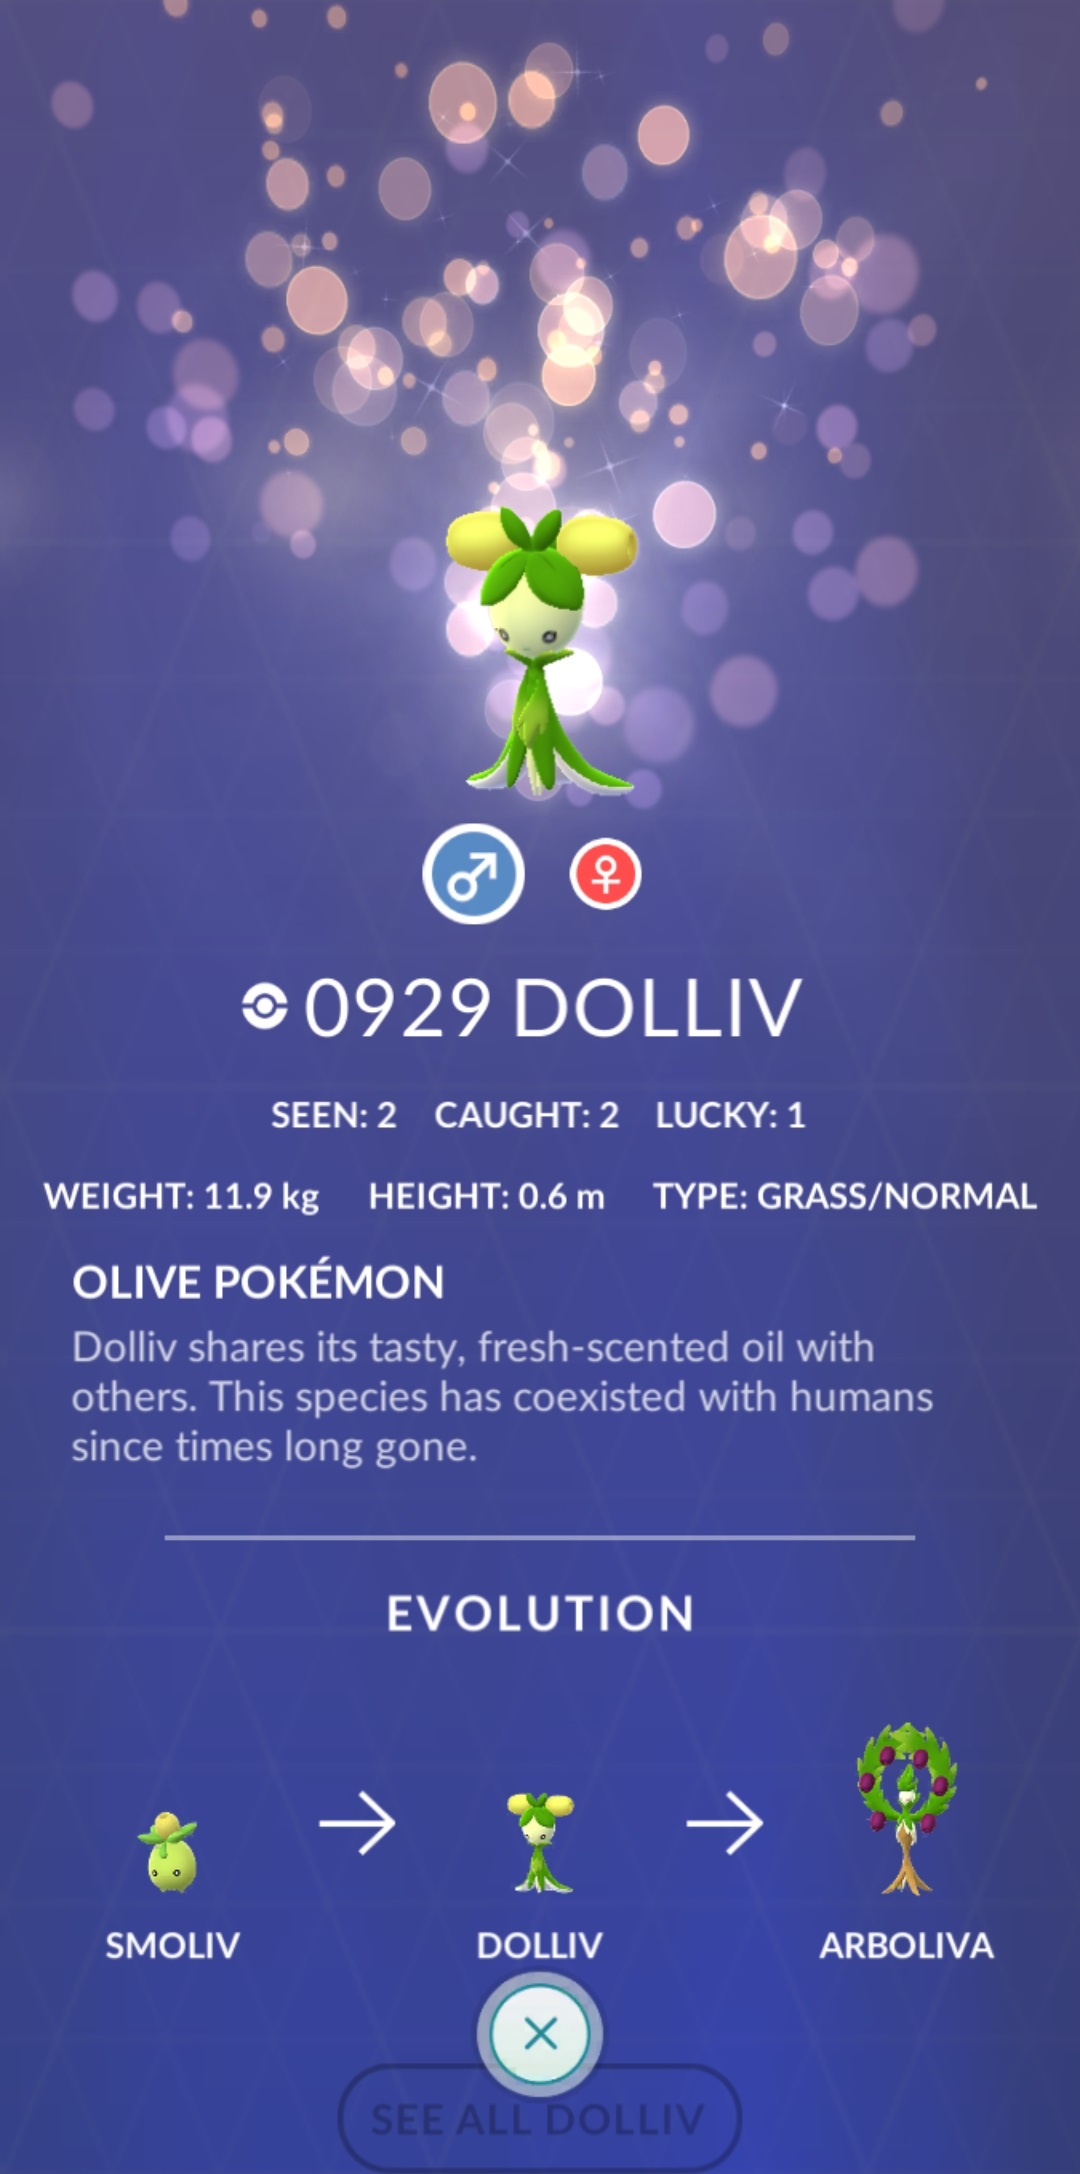 0929 DOLLIV
SEEN: 2 CAUGHT: 2 LUCKY: 1
WEIGHT: 11.9 kg HEIGHT: 0.6 m TYPE: GRASS/NORMAL
OLIVE POKÉMON
Dolliv shares its tasty, fresh-scented oil with
others. This species has coexisted with humans
since times long gone.
EVOLUTION
SMOLIV DOLLIV ARBOLIVA
SEE ALL DOLLIV